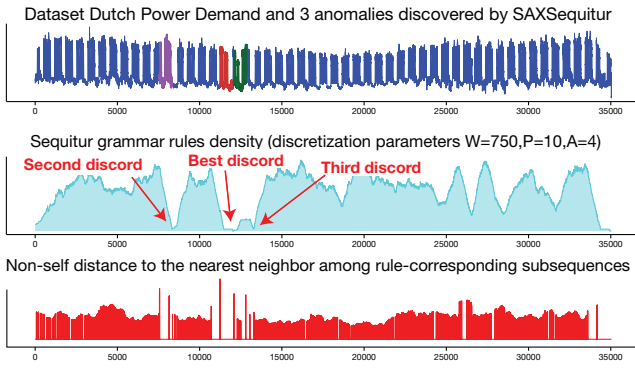 Dataset Dutch Power Demand and 3 anomalies discovered by SAXSequitur
0 5000 10000 15000 20000 25000 30000 35000
Sequitur grammar rules density (discretization parameters W=750,P=10,A=4)
Second discord Best discord Third discord
0 5000 10000 15000 20000 25000 30000 35000
Non-self distance to the nearest neighbor among rule-corresponding subsequences
0 5000 10000 15000 20000 25000 30000 35000